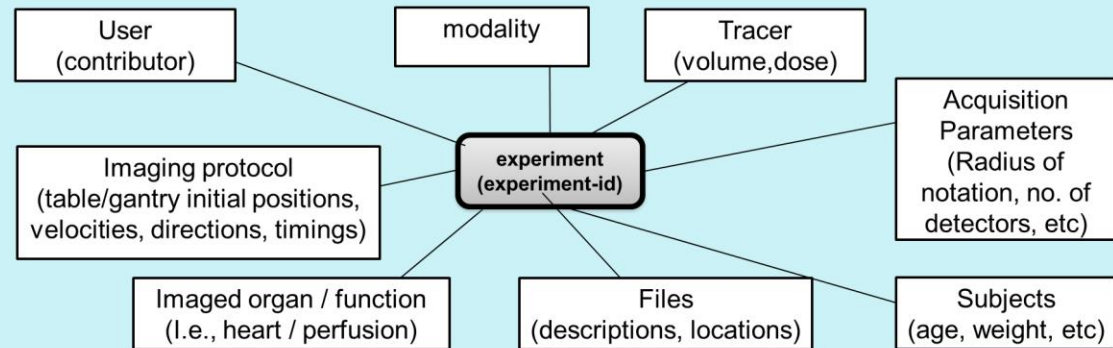 User
(contributor)
modality
Tracer
(volume,dose)
Acquisition
Parameters
(Radius of
notation, no. of
detectors, etc)
experiment
(experiment-id)
Imaging protocol
(table/gantry initial positions,
velocities, directions, timings)
Imaged organ / function
(I.e., heart / perfusion)
Files
(descriptions, locations)
Subjects
(age, weight, etc)